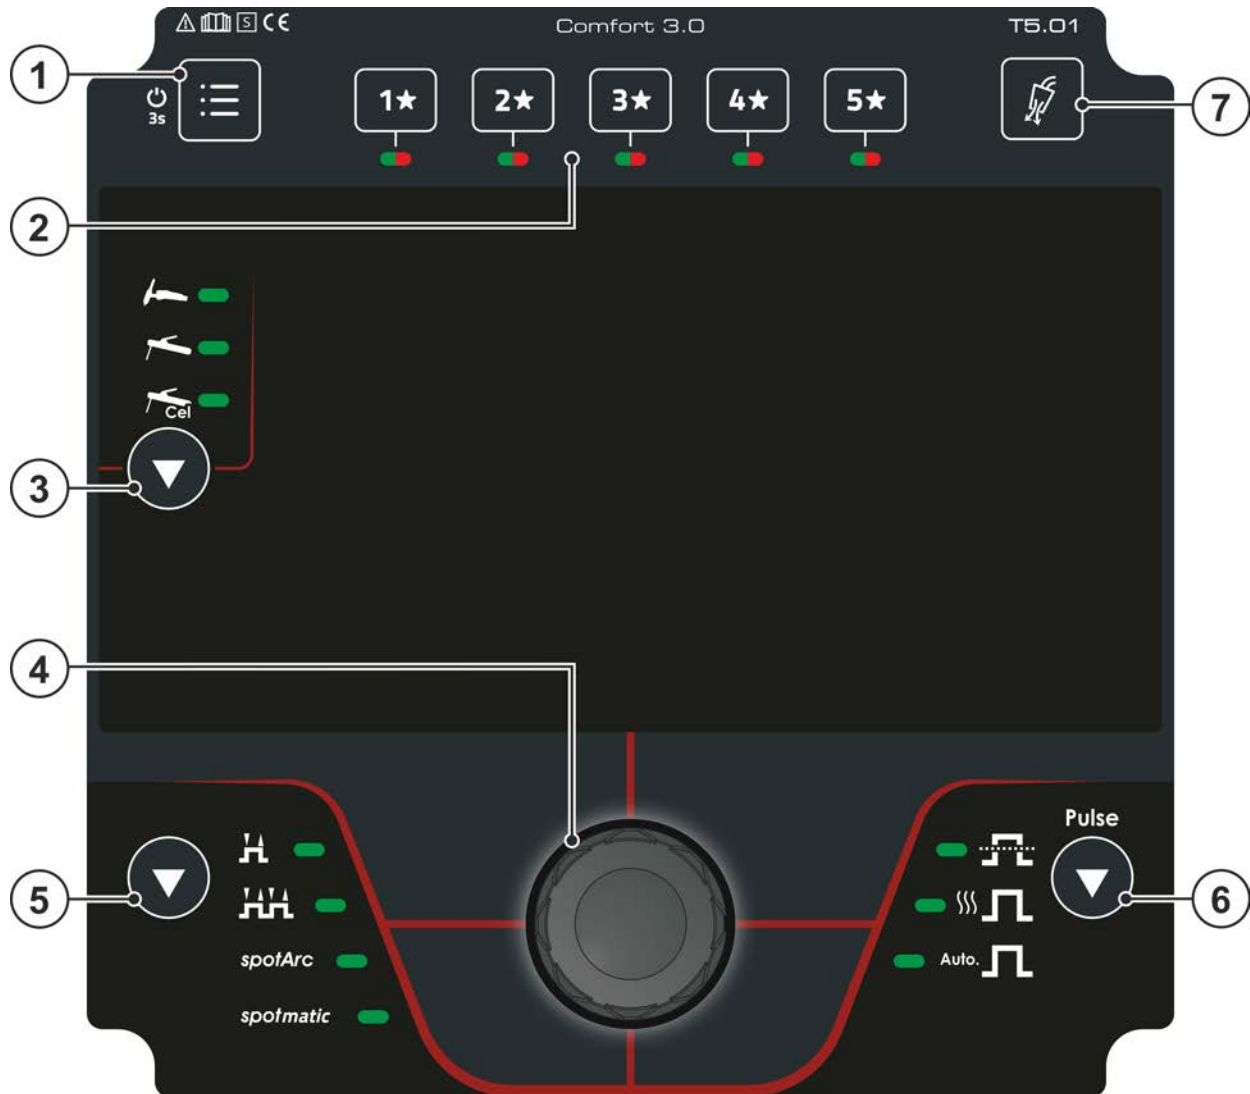 S CE Comfort 3.0 T5.01
1 7
3s 1★ 2★ 3★ 4★ 5★
2
Cel
3
4
Pulse
5 6
spotArc Auto.
spotmatic